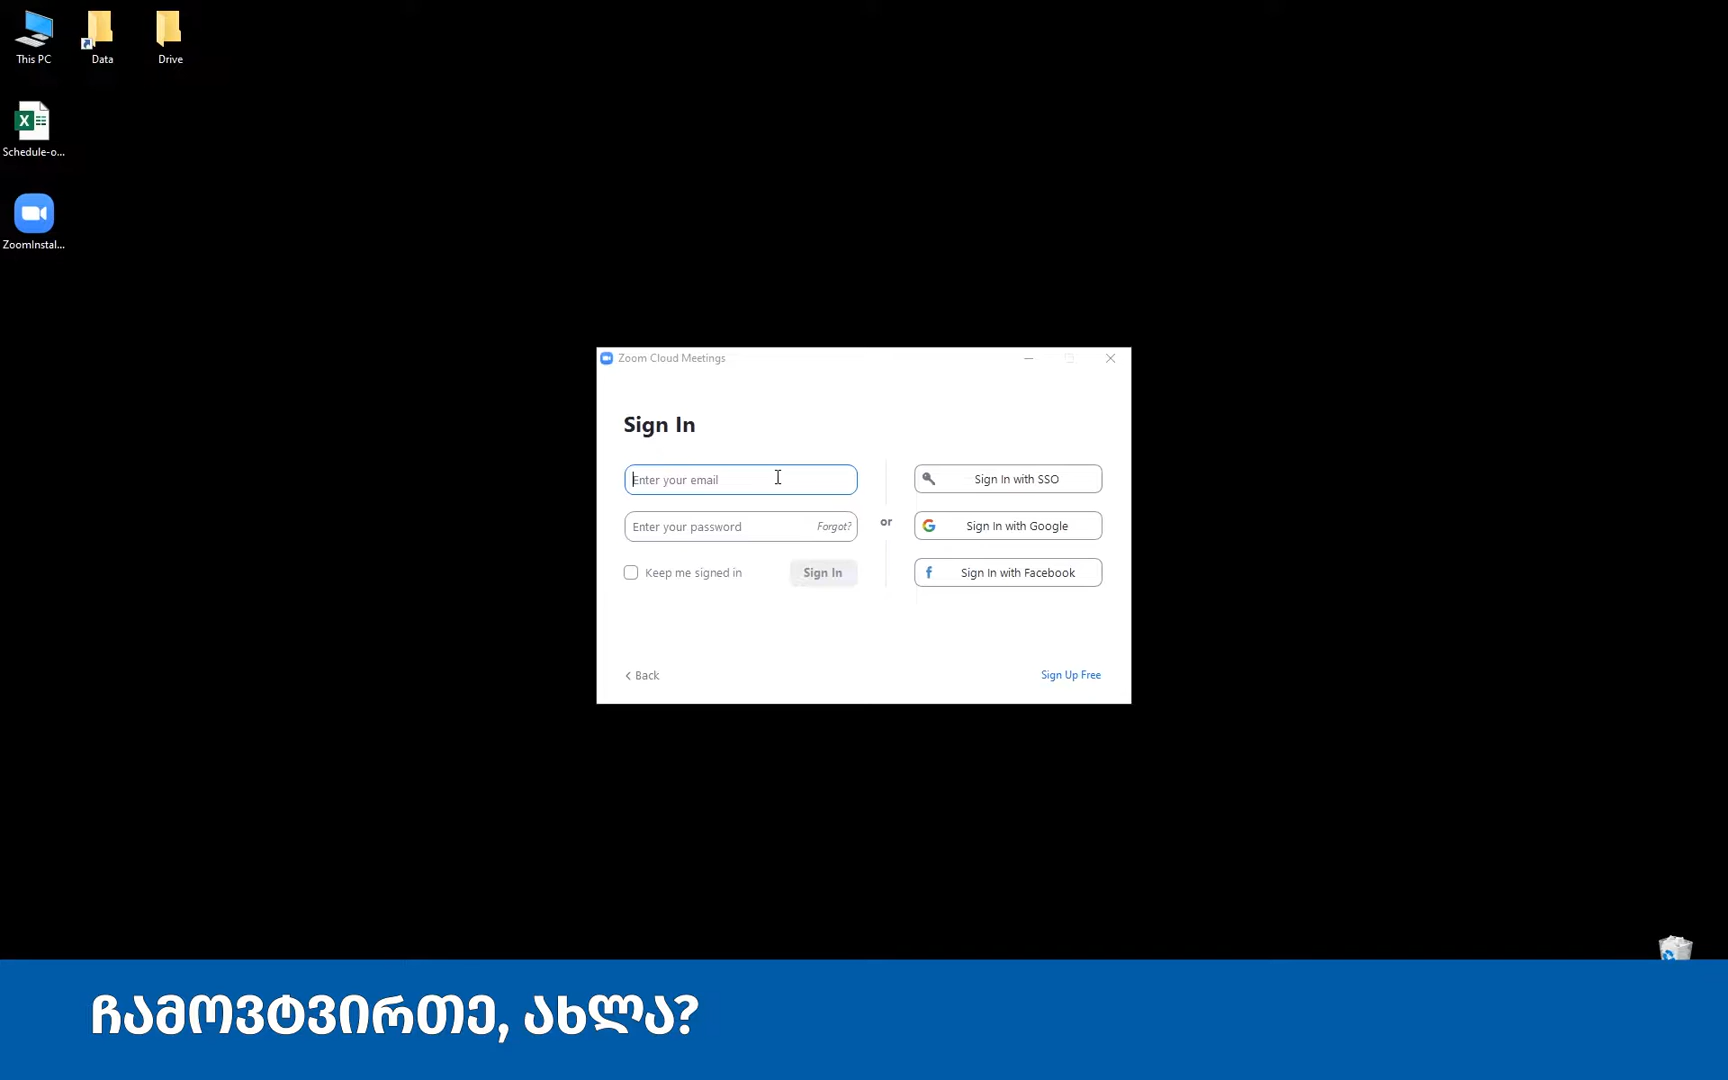 This PC
Data
Drive
Schedule-o...
ZoomInstal...
Zoom Cloud Meetings
Sign In
Enter your email
Enter your password
Forgot?
Keep me signed in
Sign In
or
Sign In with SSO
Sign In with Google
Sign In with Facebook
Back
Sign Up Free
ჩამოვტვირთე, ახლა?